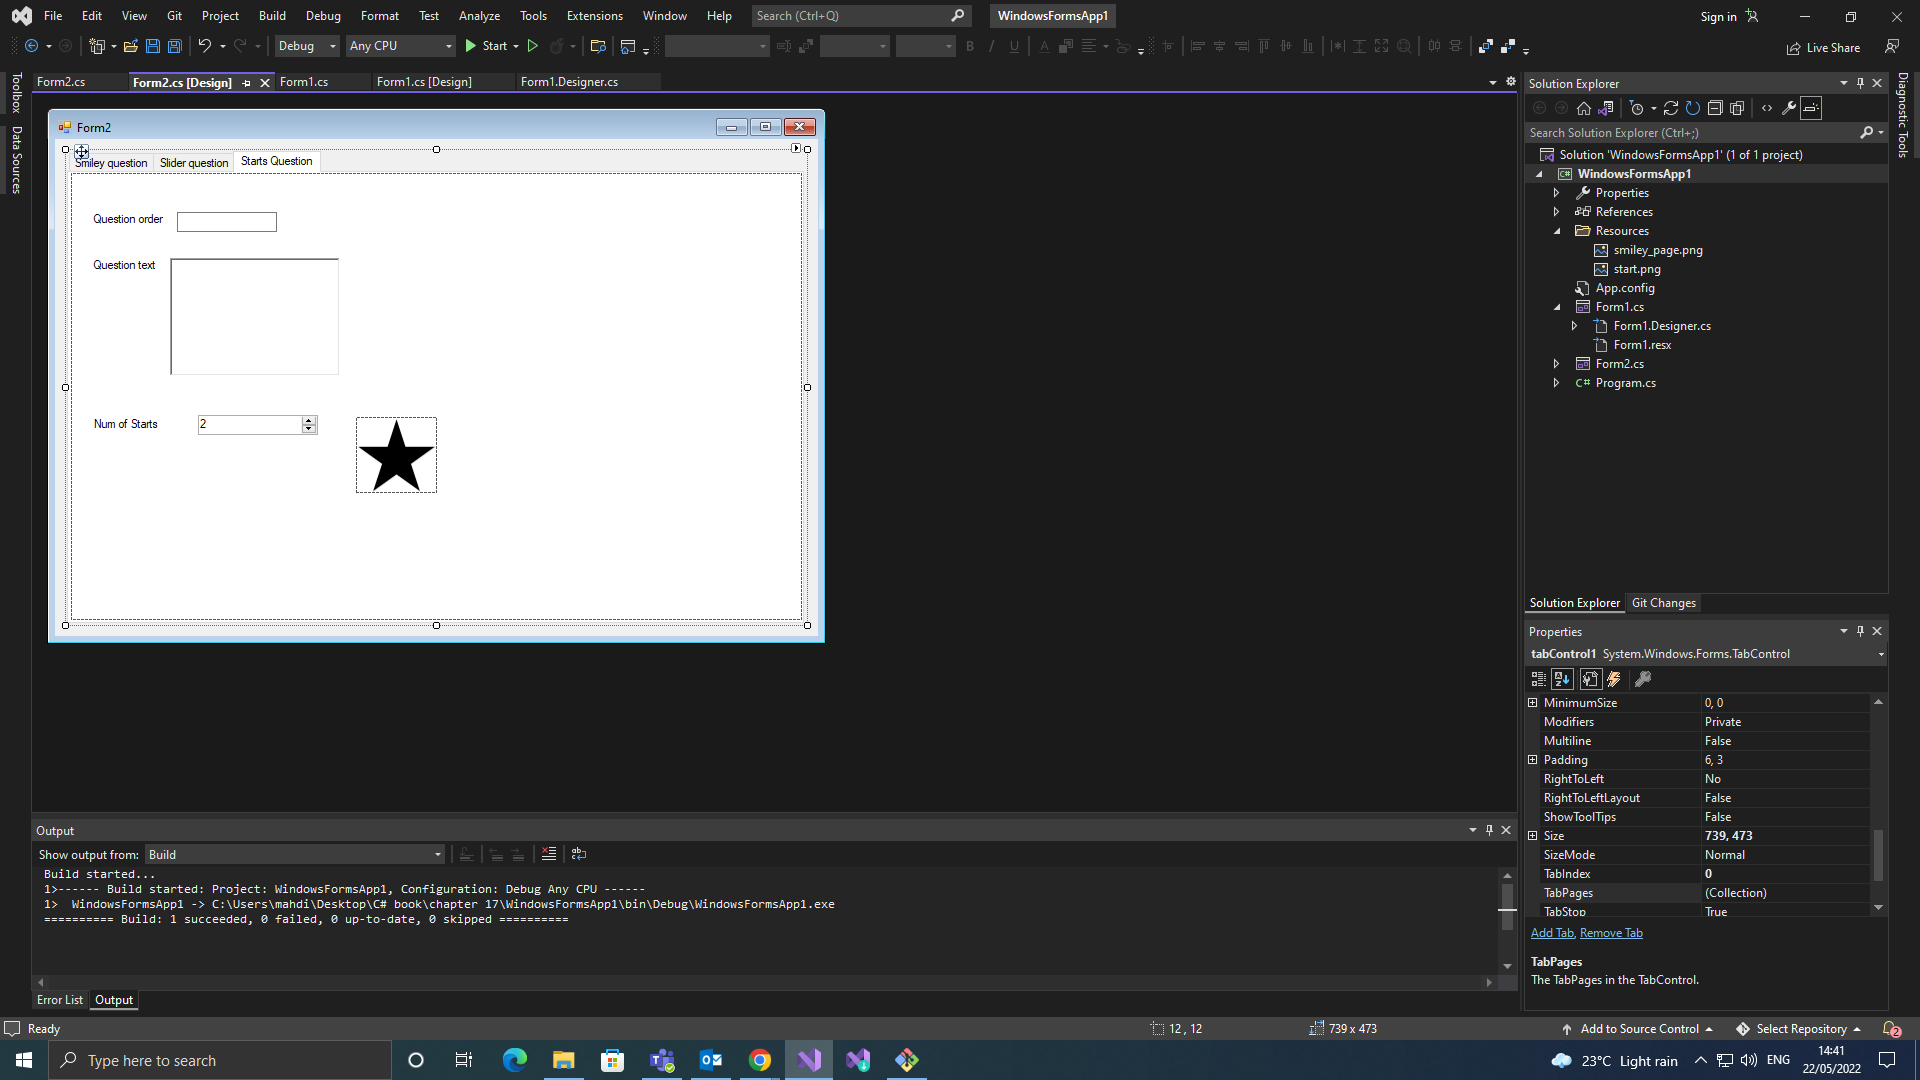 File Edit View Git Project Build Debug Format Test Analyze Tools Extensions Window Help Search (Ctrl+Q) WindowsFormsApp1 Sign in
Debug Any CPU Start Live Share
Toolbox
Data Sources
Form2.cs Form2.cs [Design] Form1.cs Form1.cs [Design] Form1.Designer.cs
Form2
Smiley question Slider question Starts Question
Question order
Question text
Num of Starts 2
Output
Show output from: Build
Build started...
1>------ Build started: Project: WindowsFormsApp1, Configuration: Debug Any CPU ------
1> WindowsFormsApp1 -> C:\Users\mahdi\Desktop\C# book\chapter 17\WindowsFormsApp1\bin\Debug\WindowsFormsApp1.exe
========== Build: 1 succeeded, 0 failed, 0 up-to-date, 0 skipped ==========
Error List Output
Solution Explorer
Search Solution Explorer (Ctrl+;)
Solution 'WindowsFormsApp1' (1 of 1 project)
C# WindowsFormsApp1
Properties
References
Resources
smiley_page.png
start.png
App.config
Form1.cs
Form1.Designer.cs
Form1.resx
Form2.cs
C# Program.cs
Solution Explorer Git Changes
Properties
tabControl1 System.Windows.Forms.TabControl
MinimumSize 0, 0
Modifiers Private
Multiline False
Padding 6, 3
RightToLeft No
RightToLeftLayout False
ShowToolTips False
Size 739, 473
SizeMode Normal
TabIndex 0
TabPages (Collection)
TabStop True
Add Tab, Remove Tab
TabPages
The TabPages in the TabControl.
Diagnostic Tools
Ready 12 , 12 739 x 473 Add to Source Control Select Repository 2
Type here to search 23°C Light rain ENG 14:41
22/05/2022